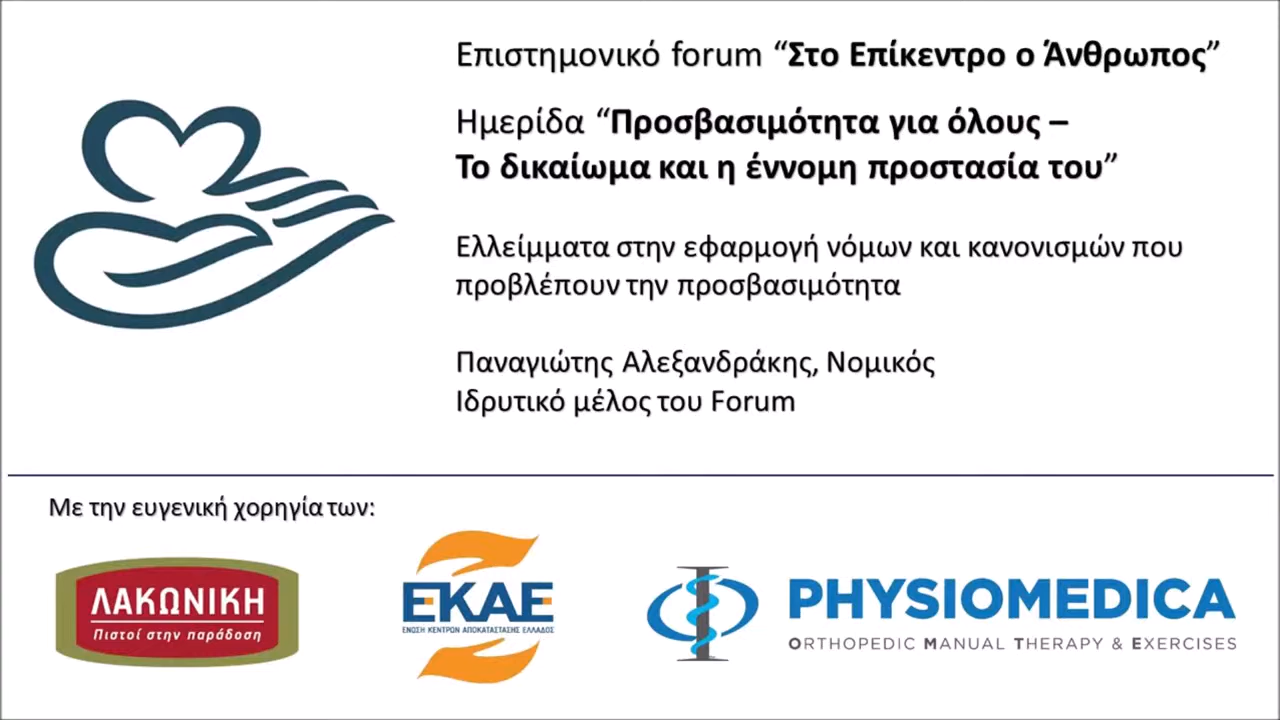 Επιστημονικό forum “Στο Επίκεντρο ο Άνθρωπος”
Ημερίδα “Προσβασιμότητα για όλους –
Το δικαίωμα και η έννομη προστασία του”
Ελλείμματα στην εφαρμογή νόμων και κανονισμών που
προβλέπουν την προσβασιμότητα
Παναγιώτης Αλεξανδράκης, Νομικός
Ιδρυτικό μέλος του Forum
Με την ευγενική χορηγία των:
ΛΑΚΩΝΙΚΗ
Πιστοί στην παράδοση
ΕΚΑΕ
ΕΝΩΣΗ ΚΕΝΤΡΩΝ ΑΠΟΚΑΤΑΣΤΑΣΗΣ ΕΛΛΑΔΟΣ
PHYSIOMEDICA
ORTHOPEDIC MANUAL THERAPY & EXERCISES